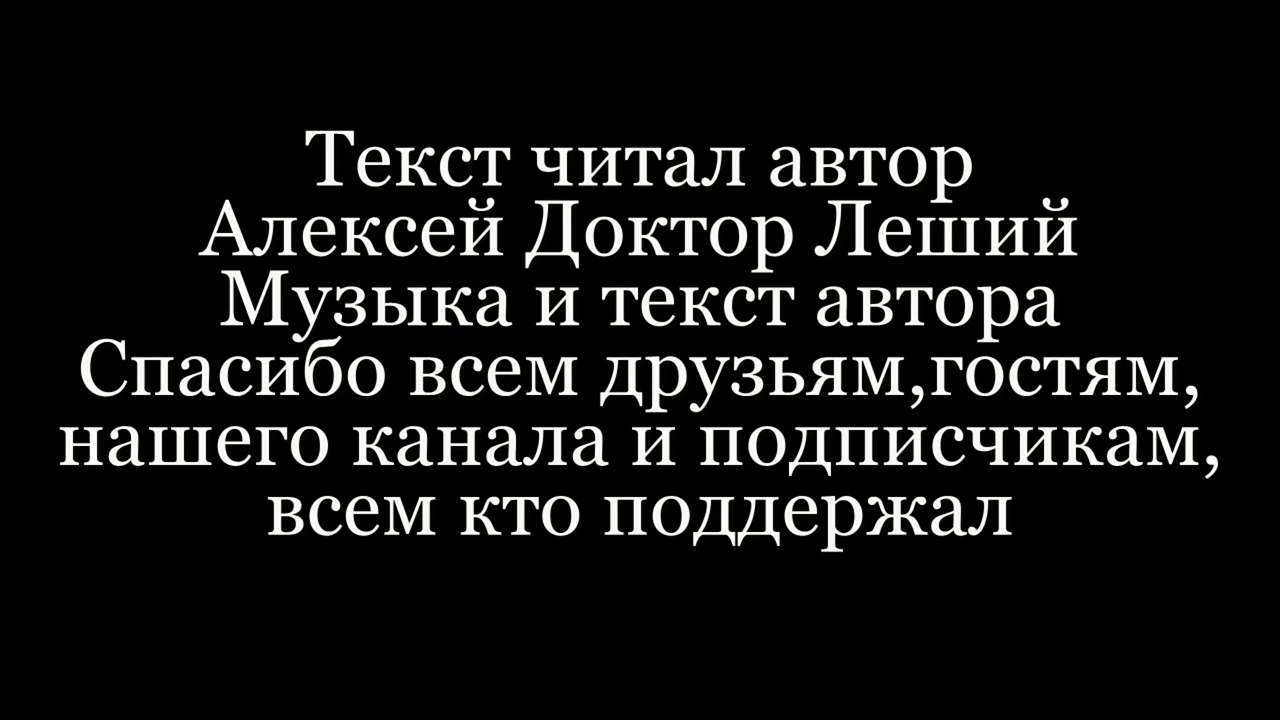 Текст читал автор
Алексей Доктор Леший
Музыка и текст автора
Спасибо всем друзьям,гостям,
нашего канала и подписчикам,
всем кто поддержал